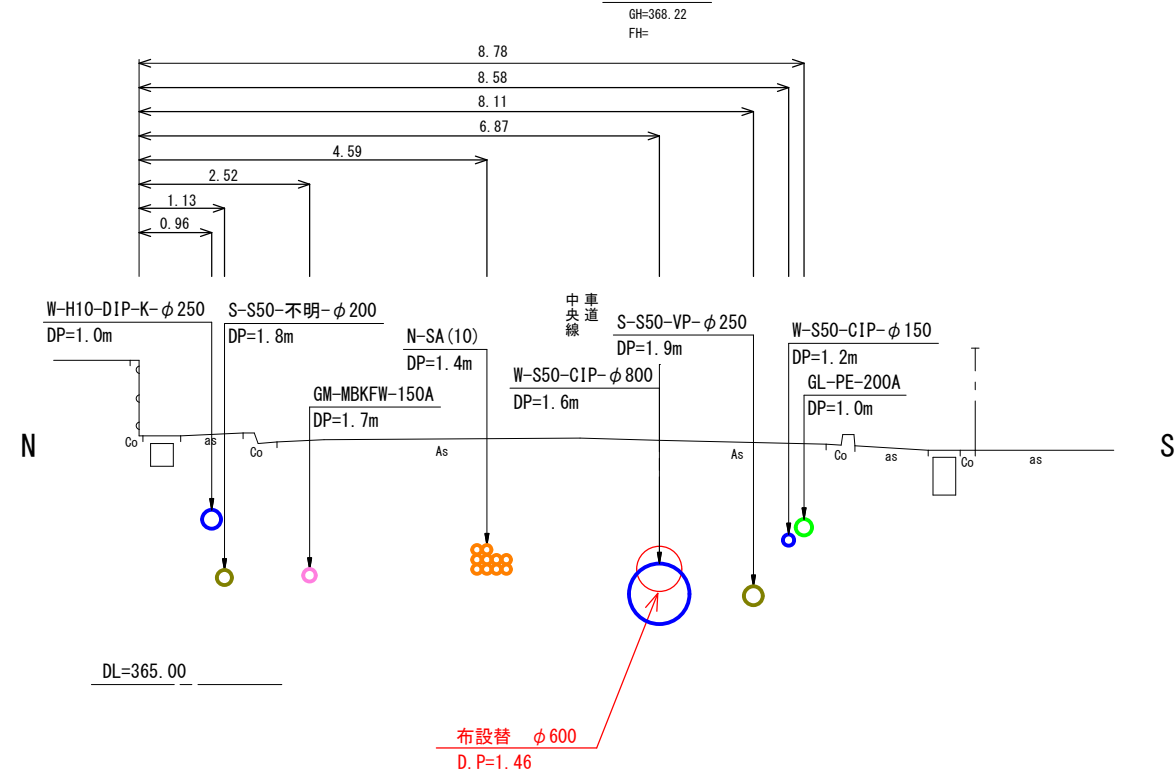 GH=368.22
FH=
8.78
8.58
8.11
6.87
4.59
2.52
1.13
0.96
W-H10-DIP-K-φ250
DP=1.0m
S-S50-不明-φ200
DP=1.8m
N-SA(10)
DP=1.4m
車道
中央線
S-S50-VP-φ250
DP=1.9m
W-S50-CIP-φ150
DP=1.2m
W-S50-CIP-φ800
DP=1.6m
GL-PE-200A
DP=1.0m
GM-MBKFW-150A
DP=1.7m
N
Co
as
Co
As
As
Co
as
Co
as
S
DL=365.00
布設替 φ600
D.P=1.46